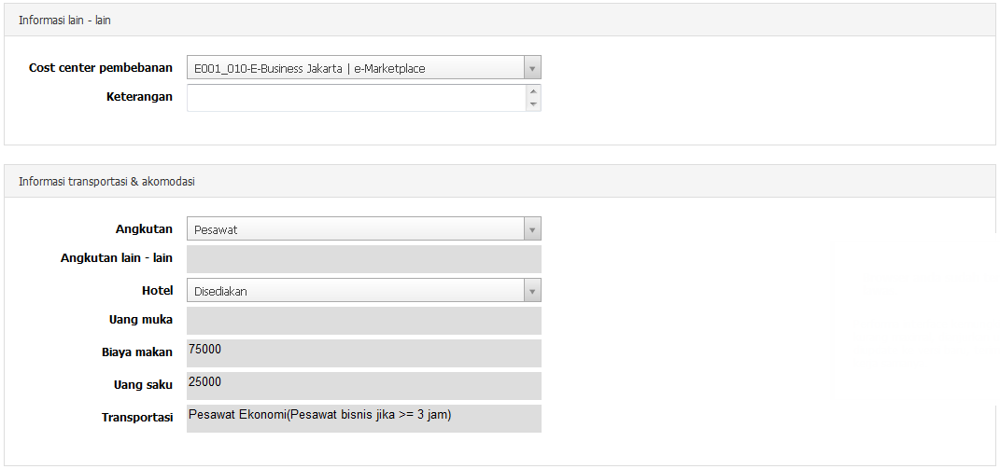 Informasi lain - lain
Cost center pembebanan E001_010-E-Business Jakarta | e-Marketplace
Keterangan
Informasi transportasi & akomodasi
Angkutan Pesawat
Angkutan lain - lain
Hotel Disediakan
Uang muka
Biaya makan 75000
Uang saku 25000
Transportasi Pesawat Ekonomi(Pesawat bisnis jika >= 3 jam)